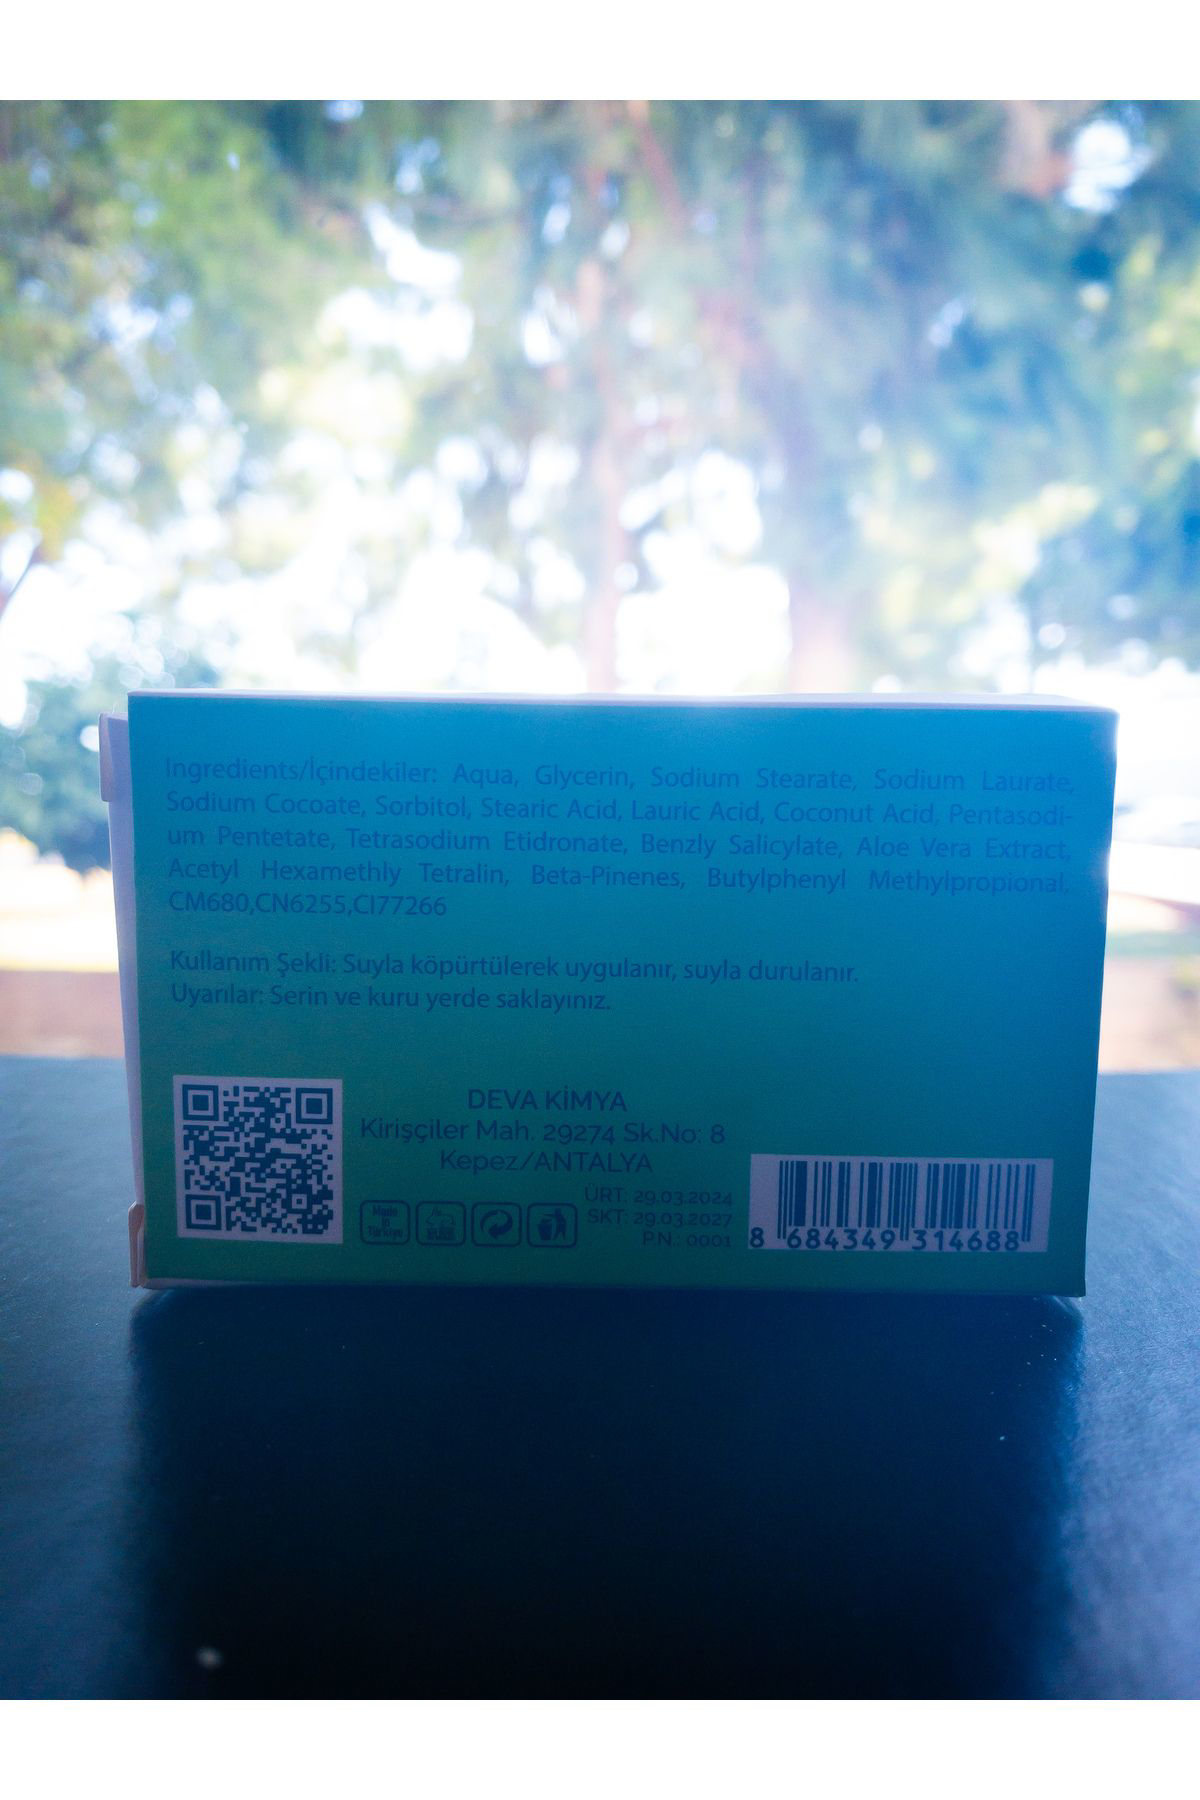 Ingredients/İçindekiler: Aqua, Glycerin, Sodium Stearate, Sodium Laurate,
Sodium Cocoate, Sorbitol, Stearic Acid, Lauric Acid, Coconut Acid, Pentasodi-
um Pentetate, Tetrasodium Etidronate, Benzly Salicylate, Aloe Vera Extract,
Acetyl Hexamethly Tetralin, Beta-Pinenes, Butylphenyl Methylpropional,
CM680,CN6255,CI77266
Kullanım Şekli: Suyla köpürtülerek uygulanır, suyla durulanır.
Uyarılar: Serin ve kuru yerde saklayınız.
DEVA KİMYA
Kirişçiler Mah. 29274 Sk.No: 8
Kepez/ANTALYA
ÜRT: 29.03.2024
SKT: 29.03.2027
P.N.: 0001
Made
in
Türkiye
8 684349 314688